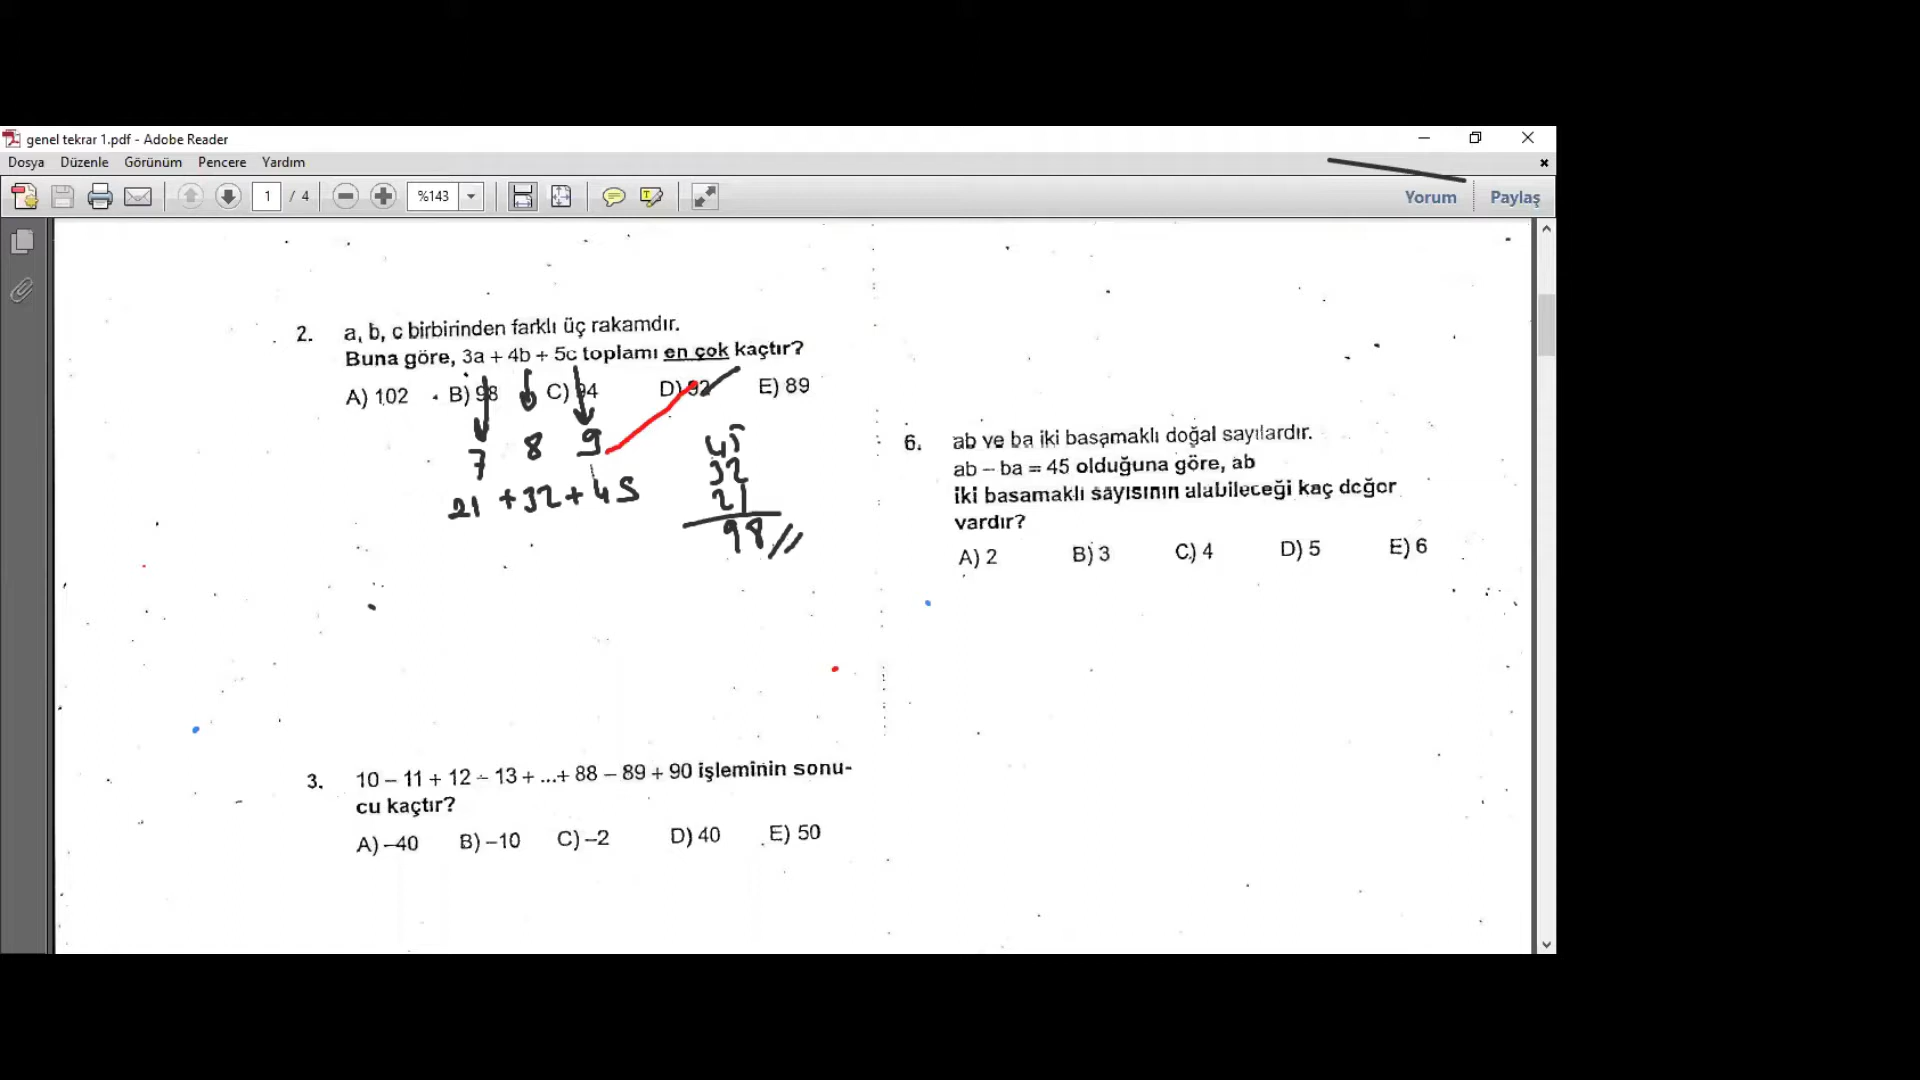 genel tekrar 1.pdf - Adobe Reader
Dosya Düzenle Görünüm Pencere Yardım
1 / 4 %143 Yorum Paylaş
2. a, b, c birbirinden farklı üç rakamdır.
Buna göre, 3a + 4b + 5c toplamı en çok kaçtır?
A) 102 B) 98 C) 94 D) 92 E) 89
7 8 9
21 + 32 + 45
45
32
21
98
3. 10 – 11 + 12 – 13 + ...+ 88 – 89 + 90 işleminin sonu-
cu kaçtır?
A) –40 B) –10 C) –2 D) 40 E) 50
6. ab ve ba iki basamaklı doğal sayılardır.
ab – ba = 45 olduğuna göre, ab
iki basamaklı sayısının alabileceği kaç değer
vardır?
A) 2 B) 3 C) 4 D) 5 E) 6